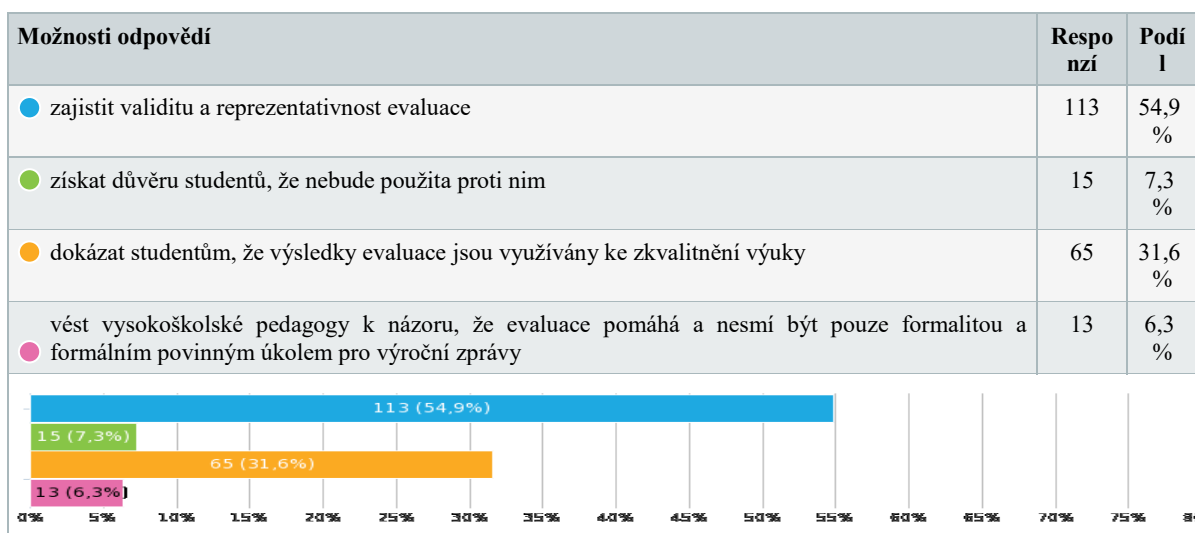 Možnosti odpovědí
Respo
nzí
Podí
l
zajistit validitu a reprezentativnost evaluace
113
54,9
%
získat důvěru studentů, že nebude použita proti nim
15
7,3
%
dokázat studentům, že výsledky evaluace jsou využívány ke zkvalitnění výuky
65
31,6
%
vést vysokoškolské pedagogy k názoru, že evaluace pomáhá a nesmí být pouze formalitou a
formálním povinným úkolem pro výroční zprávy
13
6,3
%
113 (54,9%)
15 (7,3%)
65 (31,6%)
13 (6,3%)
0% 5% 10% 15% 20% 25% 30% 35% 40% 45% 50% 55% 60% 65% 70% 75%